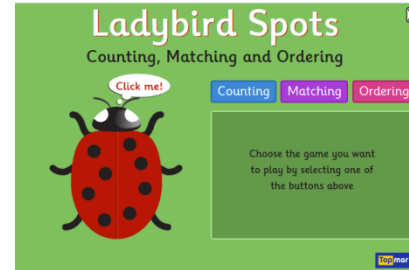 Ladybird Spots
Counting, Matching and Ordering
Click me!
Counting Matching Ordering
Choose the game you want
to play by selecting one of
the buttons above
Topmar